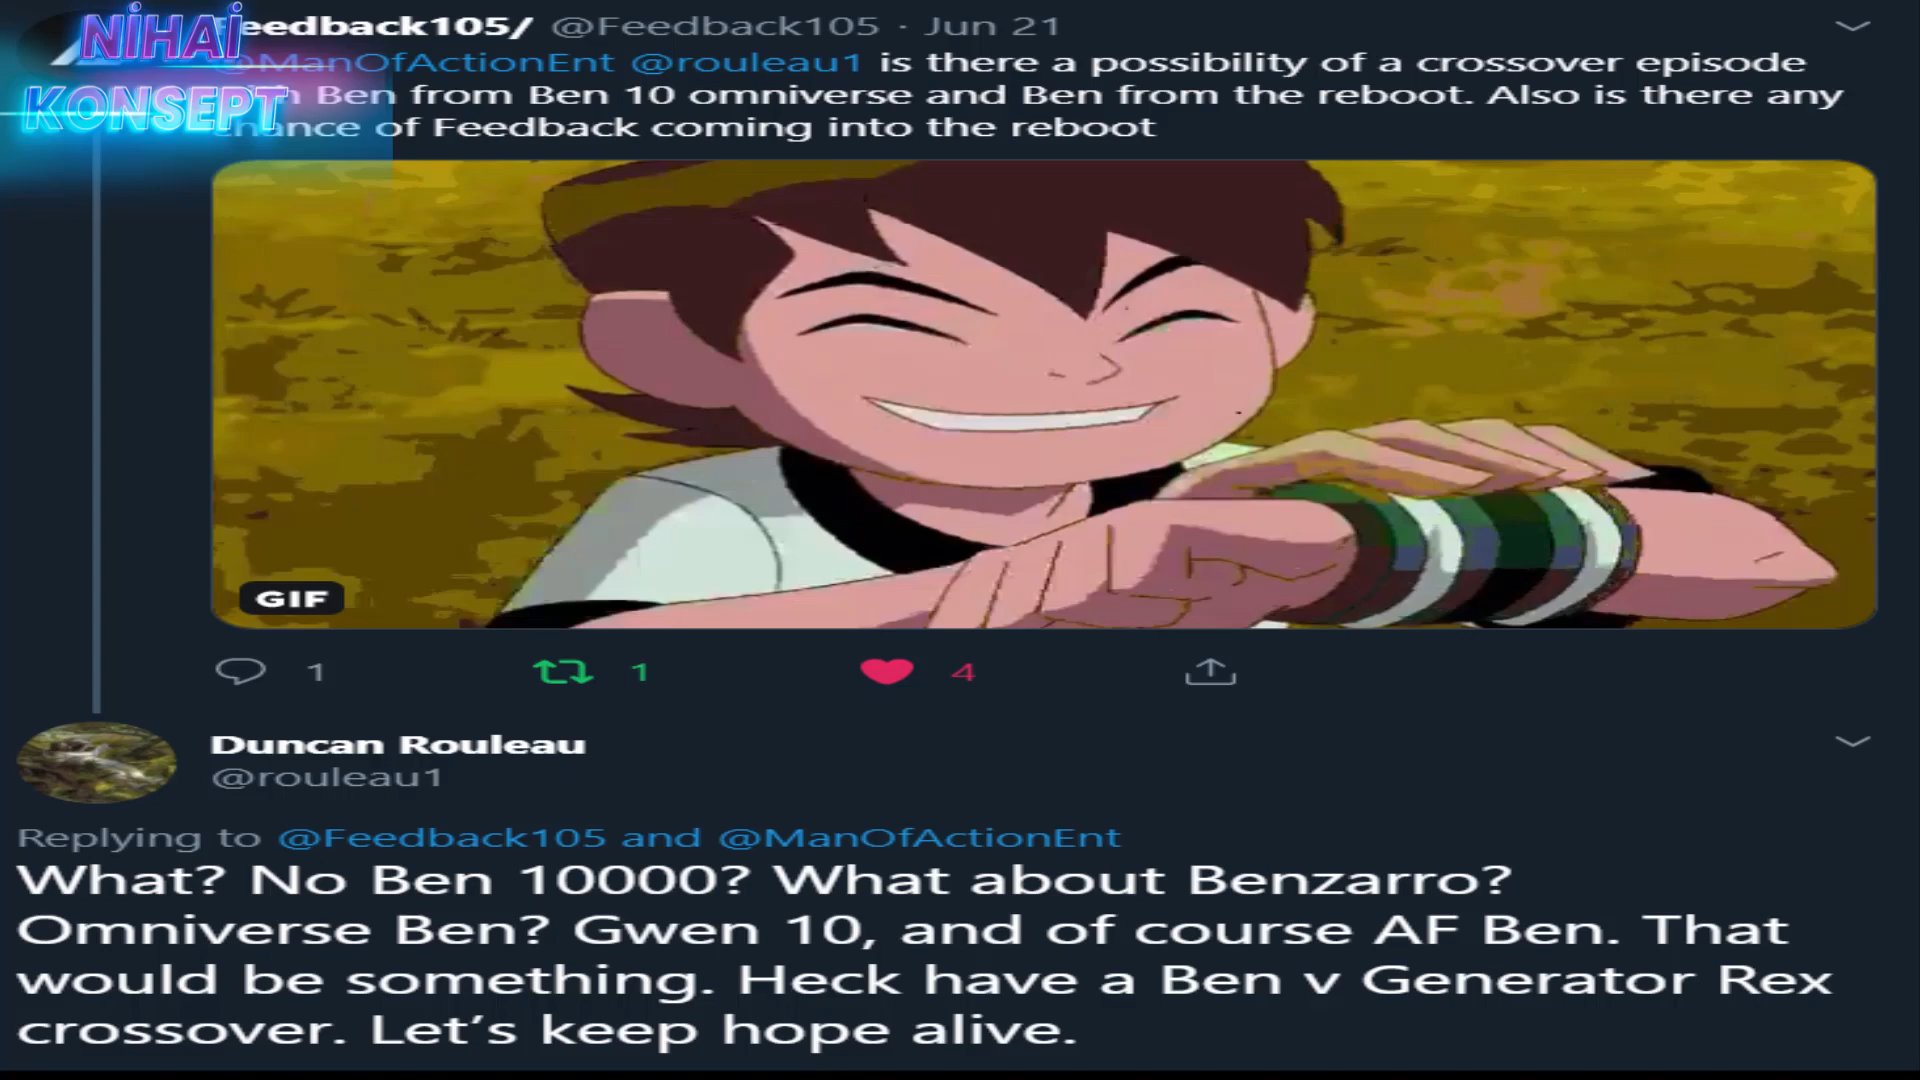 NİHAİ
KONSEPT
eedback105/ @Feedback105 · Jun 21
@ManOfActionEnt @rouleau1 is there a possibility of a crossover episode
Ben from Ben 10 omniverse and Ben from the reboot. Also is there any
of Feedback coming into the reboot
GIF
1
1
4
Duncan Rouleau
@rouleau1
Replying to @Feedback105 and @ManOfActionEnt
What? No Ben 10000? What about Benzarro?
Omniverse Ben? Gwen 10, and of course AF Ben. That
would be something. Heck have a Ben v Generator Rex
crossover. Let's keep hope alive.